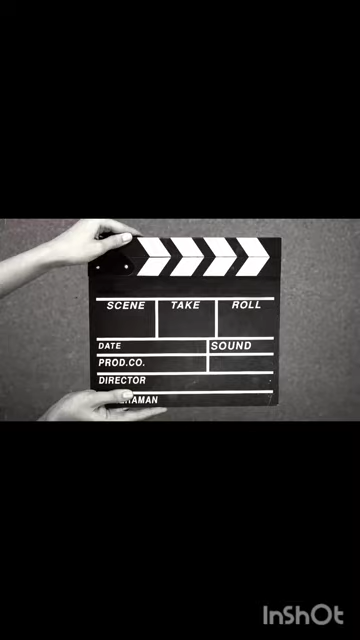 SCENE TAKE ROLL
DATE SOUND
PROD.CO.
DIRECTOR
InShOt